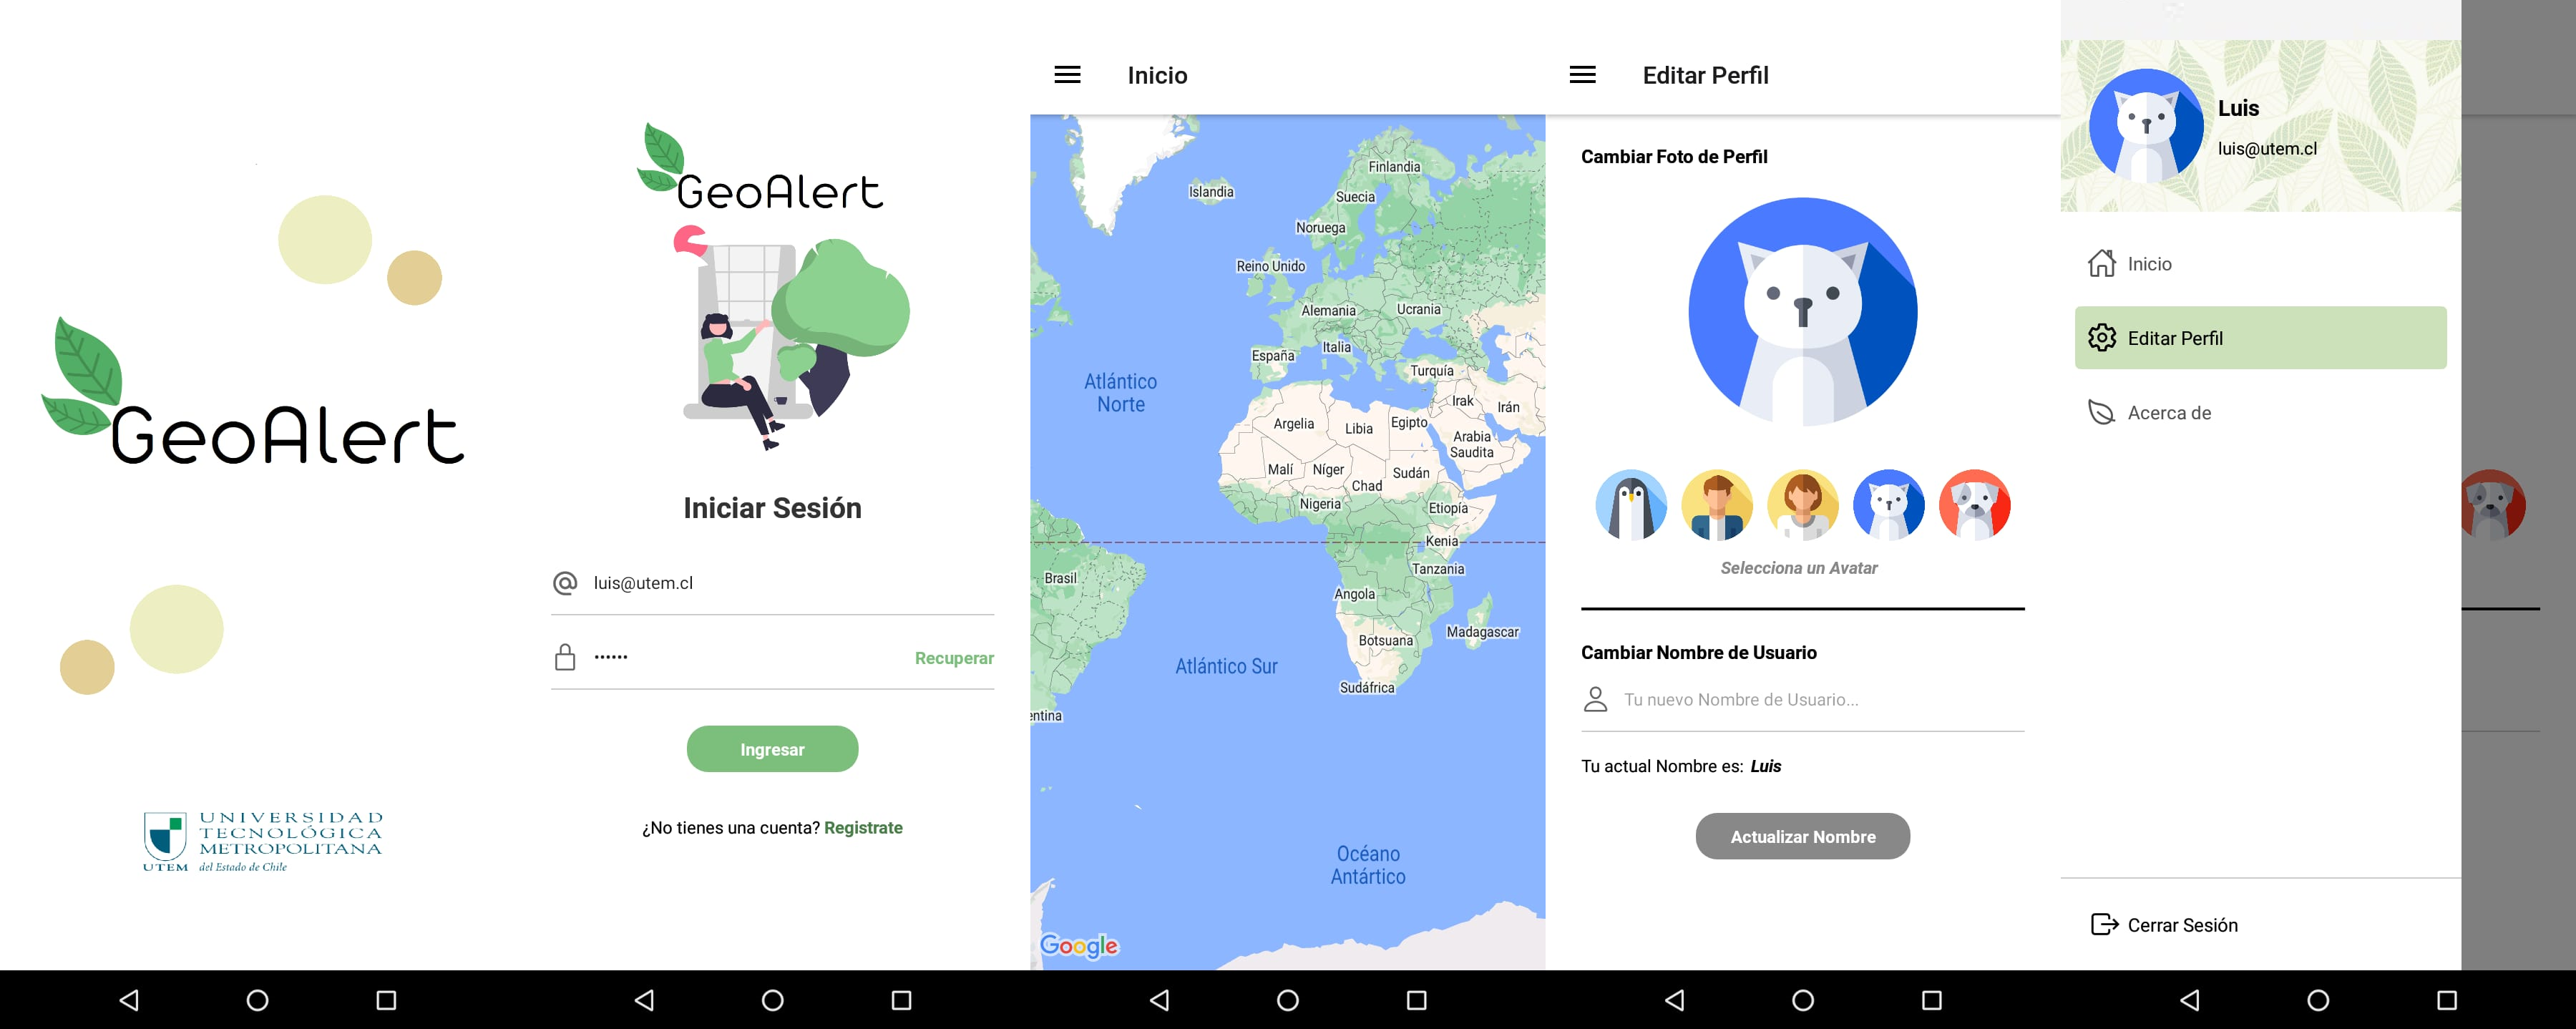 GeoAlert
UNIVERSIDAD
TECNOLÓGICA
METROPOLITANA
UTEM del Estado de Chile
GeoAlert
Iniciar Sesión
luis@utem.cl
••••••
Recuperar
Ingresar
¿No tienes una cuenta? Registrate
Inicio
Finlandia
Islandia
Suecia
Noruega
Reino Unido
Alemania
Ucrania
Italia
España
Turquía
Atlántico
Norte
Irak
Irán
Argelia
Libia
Egipto
Arabia
Saudita
Malí
Níger
Sudán
Chad
Nigeria
Etiopía
Kenia
Brasil
Tanzania
Angola
Botsuana
Madagascar
Atlántico Sur
Sudáfrica
entina
Océano
Antártico
Google
Editar Perfil
Cambiar Foto de Perfil
Selecciona un Avatar
Cambiar Nombre de Usuario
Tu nuevo Nombre de Usuario...
Tu actual Nombre es: Luis
Actualizar Nombre
Luis
luis@utem.cl
Inicio
Editar Perfil
Acerca de
Cerrar Sesión